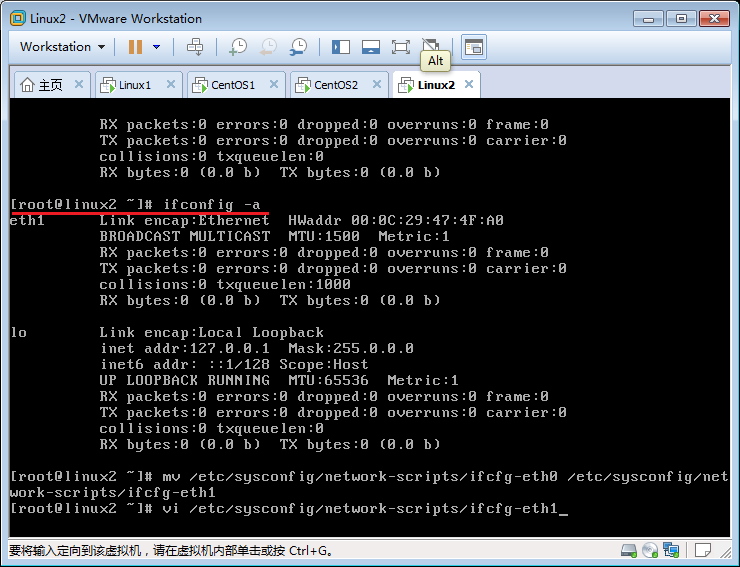 Linux2 - VMware Workstation
Workstation
Alt
主页 Linux1 CentOS1 CentOS2 Linux2
RX packets:0 errors:0 dropped:0 overruns:0 frame:0
TX packets:0 errors:0 dropped:0 overruns:0 carrier:0
collisions:0 txqueuelen:0
RX bytes:0 (0.0 b)  TX bytes:0 (0.0 b)
[root@linux2 ~]# ifconfig -a
eth1      Link encap:Ethernet  HWaddr 00:0C:29:47:4F:A0
BROADCAST MULTICAST  MTU:1500  Metric:1
RX packets:0 errors:0 dropped:0 overruns:0 frame:0
TX packets:0 errors:0 dropped:0 overruns:0 carrier:0
collisions:0 txqueuelen:1000
RX bytes:0 (0.0 b)  TX bytes:0 (0.0 b)
lo        Link encap:Local Loopback
inet addr:127.0.0.1  Mask:255.0.0.0
inet6 addr: ::1/128 Scope:Host
UP LOOPBACK RUNNING  MTU:65536  Metric:1
RX packets:0 errors:0 dropped:0 overruns:0 frame:0
TX packets:0 errors:0 dropped:0 overruns:0 carrier:0
collisions:0 txqueuelen:0
RX bytes:0 (0.0 b)  TX bytes:0 (0.0 b)
[root@linux2 ~]# mv /etc/sysconfig/network-scripts/ifcfg-eth0 /etc/sysconfig/net
work-scripts/ifcfg-eth1
[root@linux2 ~]# vi /etc/sysconfig/network-scripts/ifcfg-eth1_
要将输入定向到该虚拟机，请在虚拟机内部单击或按 Ctrl+G。